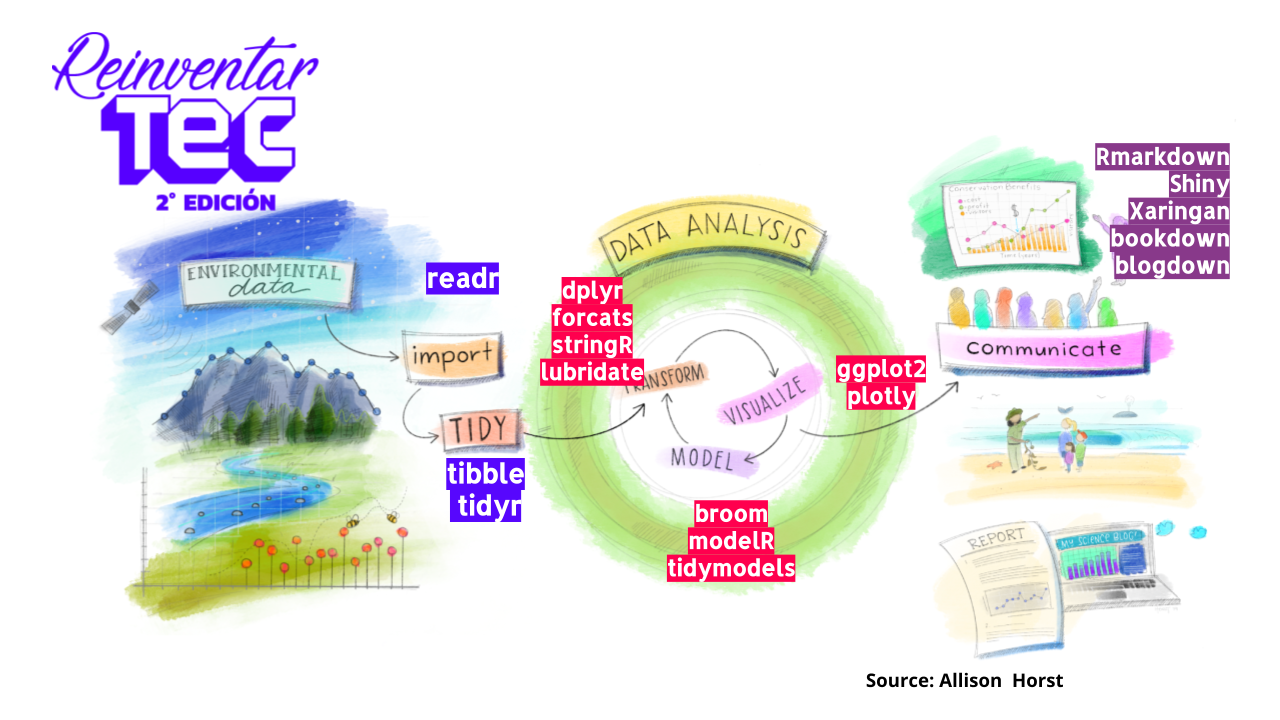 Reinventar
TEC
2° EDICIÓN
ENVIRONMENTAL
data
readr
import
TIDY
tibble
tidyr
DATA ANALYSIS
dplyr
forcats
stringR
lubridate
TRANSFORM
VISUALIZE
MODEL
broom
modelR
tidymodels
ggplot2
plotly
Rmarkdown
Shiny
Xaringan
bookdown
blogdown
Conservation Benefits
Time (years)
Communicate
REPORT
MY SCIENCE BLOG!
Source: Allison Horst